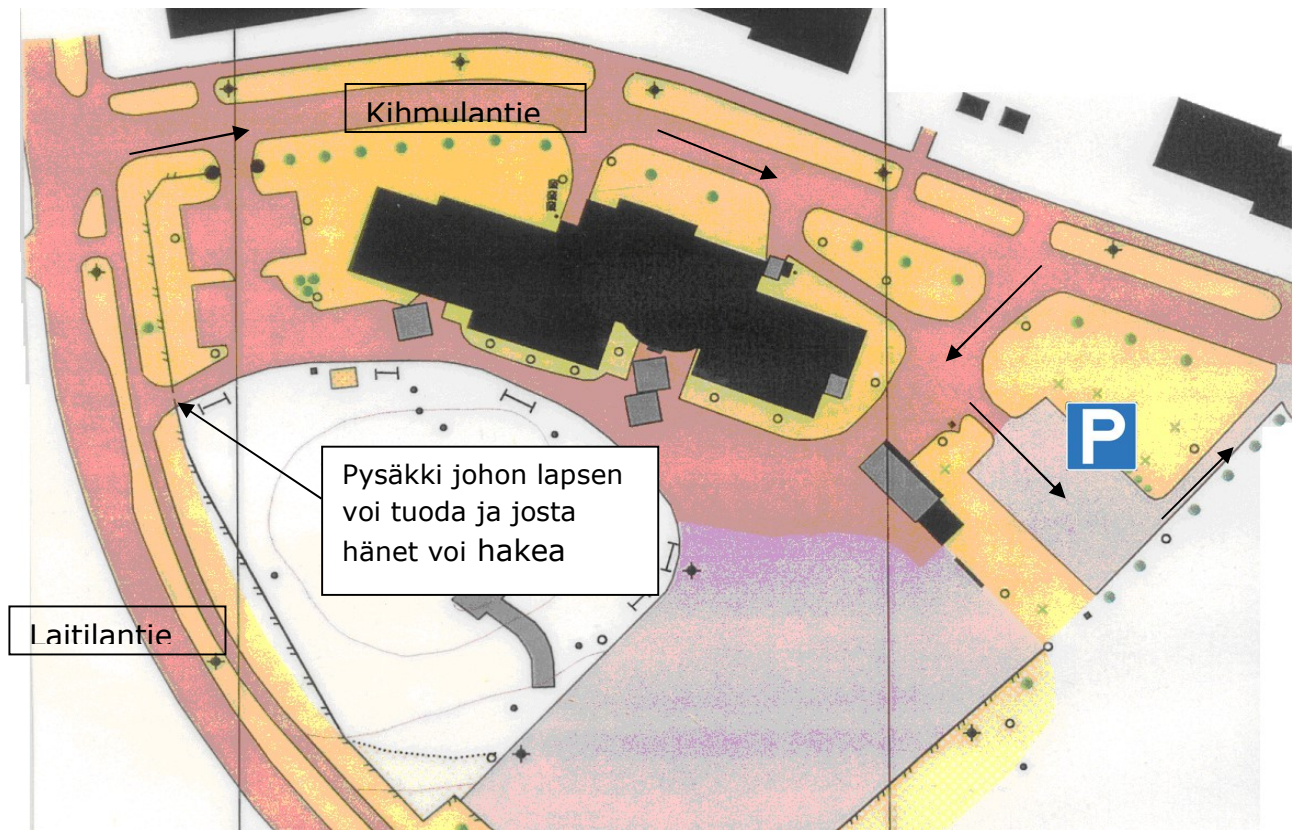 Kihmulantie
P
Pysäkki johon lapsen
voi tuoda ja josta
hänet voi hakea
Laitilantie